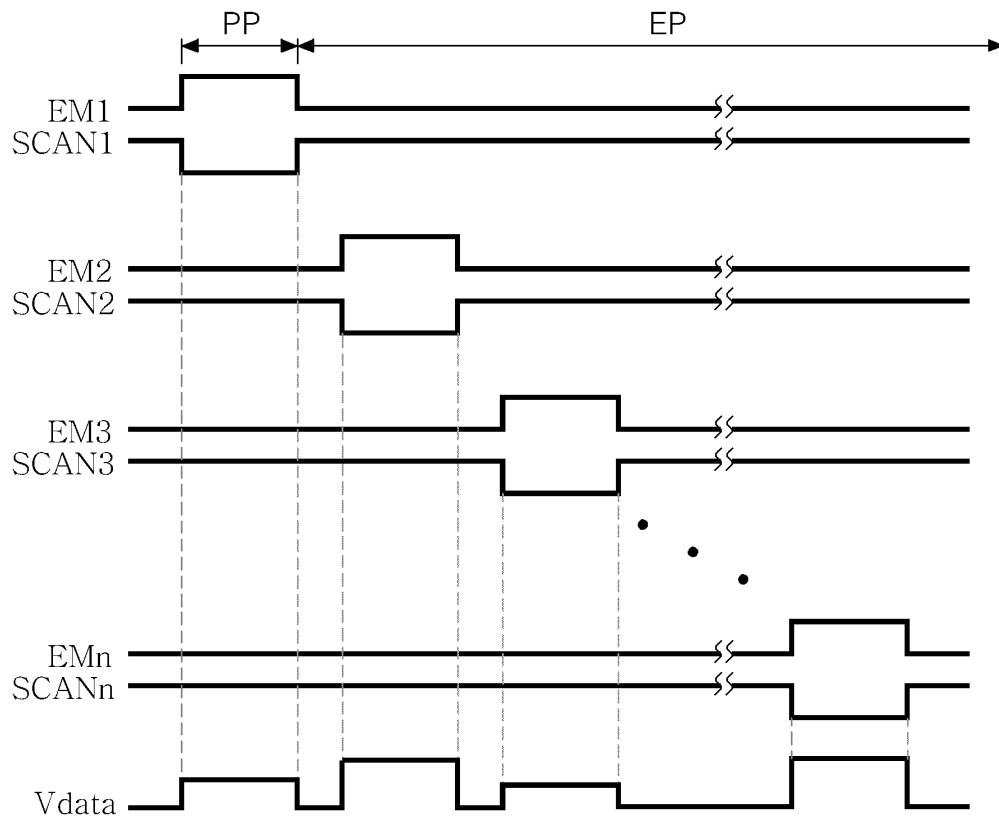 PP EP
EM1
SCAN1
EM2
SCAN2
EM3
SCAN3
EMn
SCANn
Vdata